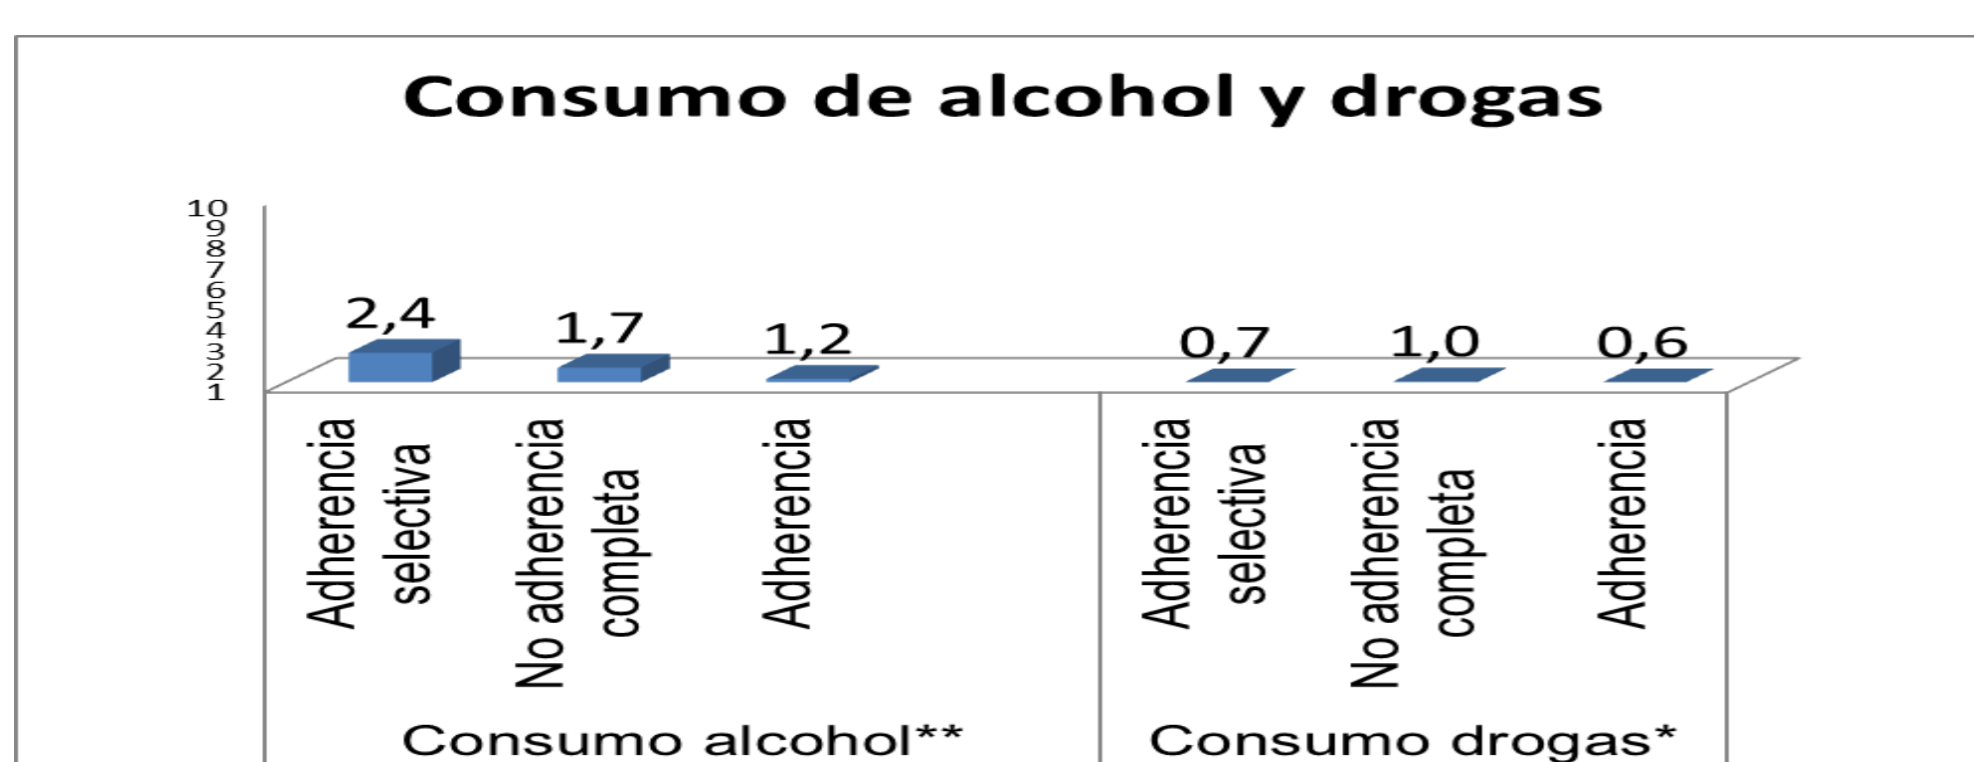 Consumo de alcohol y drogas
10
9
8
7
6
5
4
3
2
1
2,4
1,7
1,2
0,7
1,0
0,6
Adherencia
selectiva
No adherencia
completa
Adherencia
Adherencia
selectiva
No adherencia
completa
Adherencia
Consumo alcohol**
Consumo drogas*